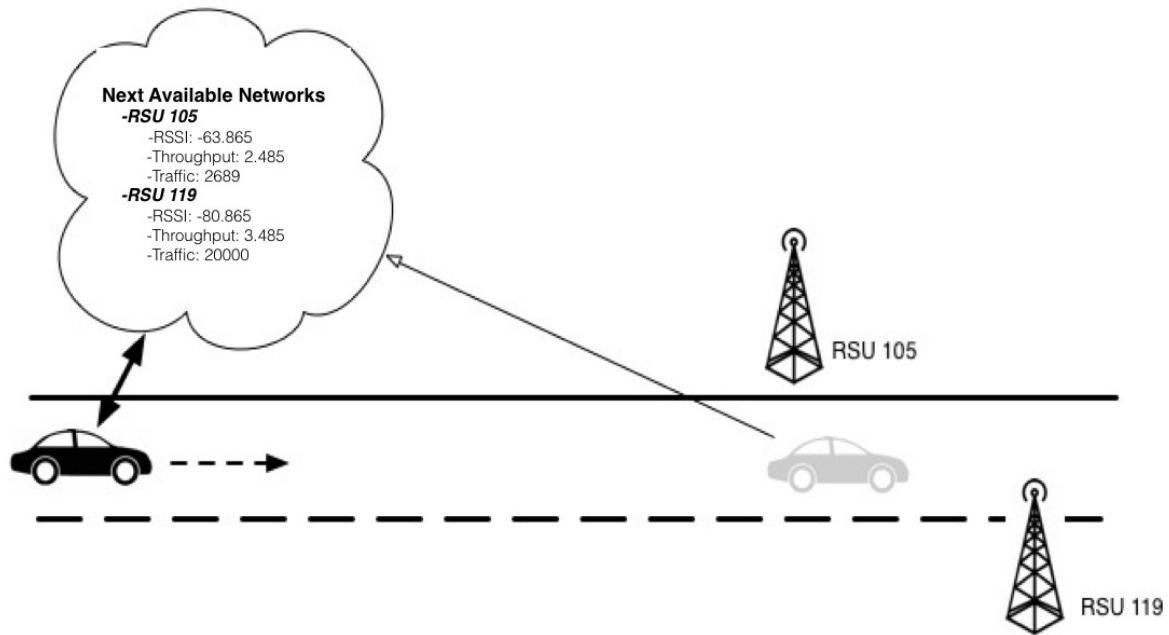 Next Available Networks
-RSU 105
-RSSI: -63.865
-Throughput: 2.485
-Traffic: 2689
-RSU 119
-RSSI: -80.865
-Throughput: 3.485
-Traffic: 20000
RSU 105
RSU 119